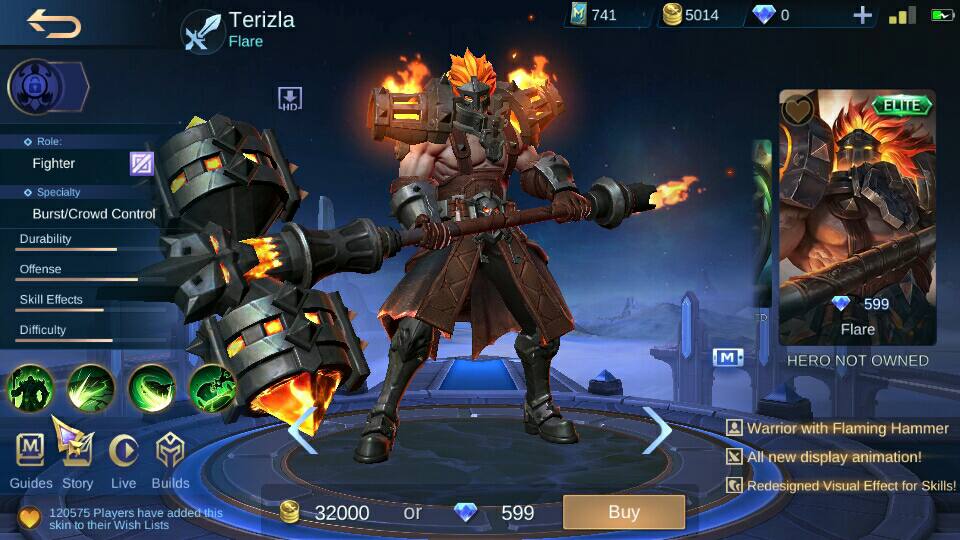 Terizla
Flare
741
5014
0
HD
Role:
Fighter
Specialty
Burst/Crowd Control
Durability
Offense
Skill Effects
Difficulty
ELITE
599
Flare
HERO NOT OWNED
M
Warrior with Flaming Hammer
All new display animation!
Redesigned Visual Effect for Skills!
Guides
Story
Live
Builds
120575 Players have added this
skin to their Wish Lists
32000 or 599
Buy